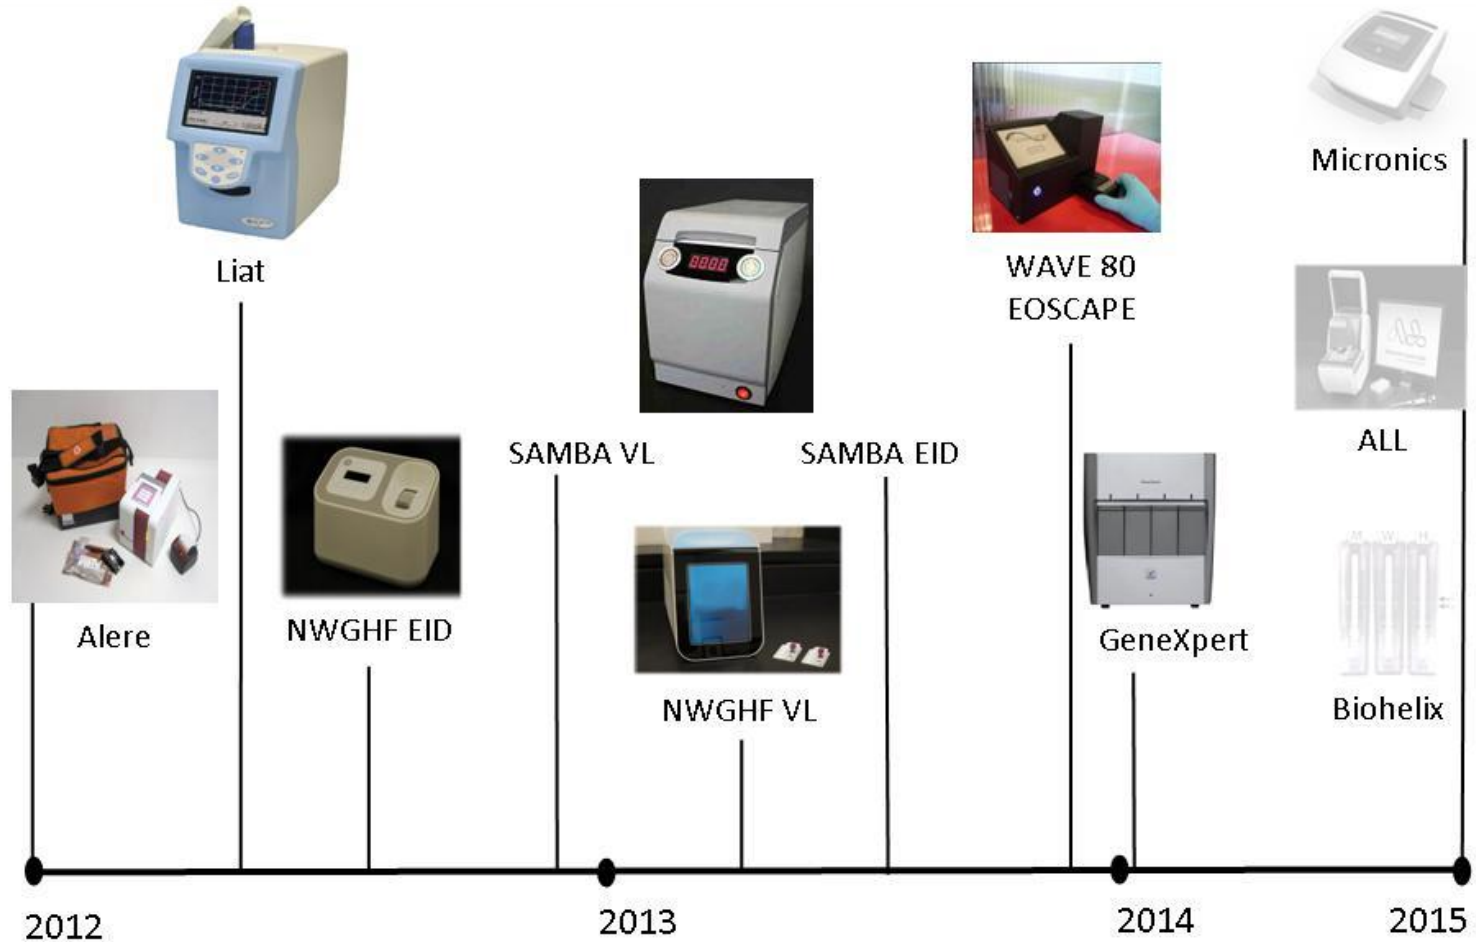 Micronics
Liat
WAVE 80
EOSCAPE
0000
SAMBA VL
SAMBA EID
ALL
Alere
NWGHF EID
GeneXpert
NWGHF VL
M W H
Biohelix
2012
2013
2014
2015